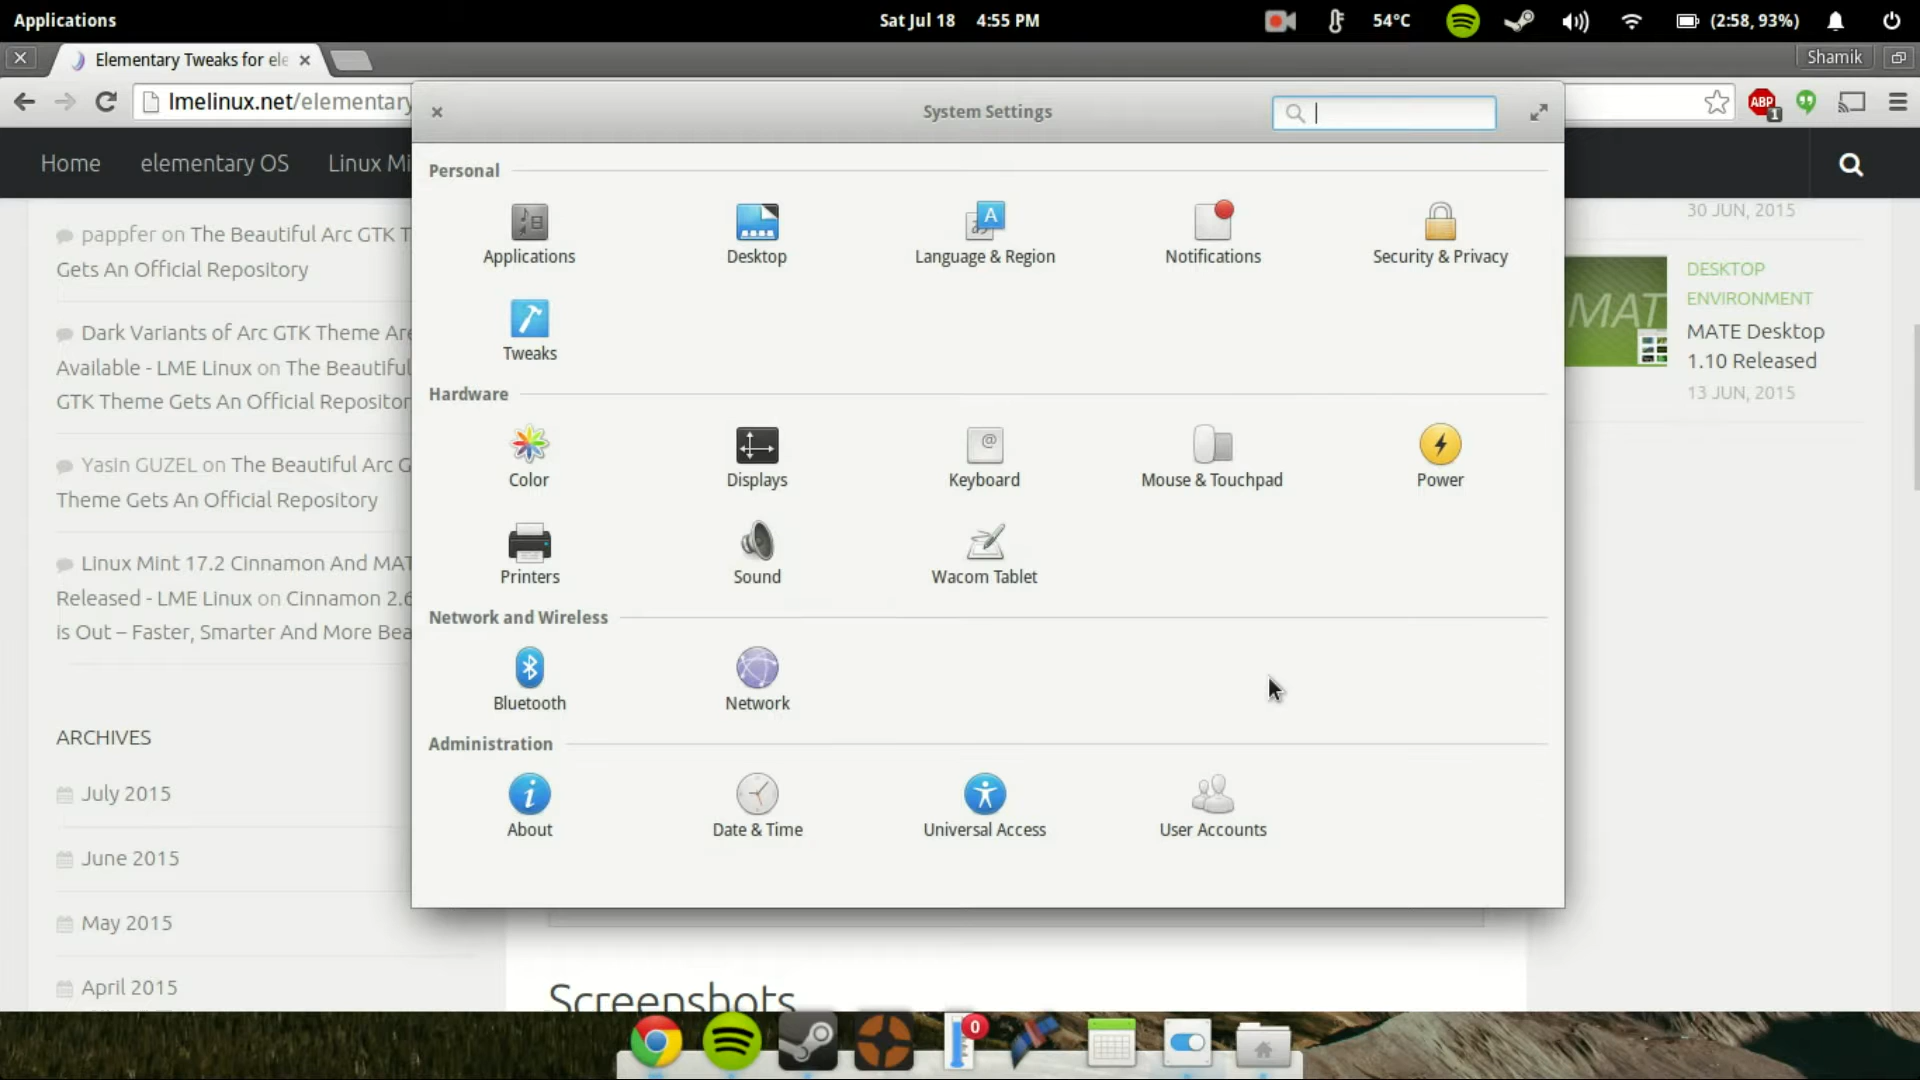 Applications
Sat Jul 18 4:55 PM
54°C
(2:58, 93%)
Elementary Tweaks for ele
Shamik
lmelinux.net/elementary
ABP
1
Home
elementary OS
Linux Mi
System Settings
pappfer on The Beautiful Arc GTK T
Gets An Official Repository
Dark Variants of Arc GTK Theme Are
Available - LME Linux on The Beautiful
GTK Theme Gets An Official Repositor
Yasin GUZEL on The Beautiful Arc G
Theme Gets An Official Repository
Linux Mint 17.2 Cinnamon And MAT
Released - LME Linux on Cinnamon 2.6
is Out – Faster, Smarter And More Bea
ARCHIVES
July 2015
June 2015
May 2015
April 2015
Personal
Applications
Desktop
Language & Region
Notifications
Security & Privacy
Tweaks
Hardware
Color
Displays
Keyboard
Mouse & Touchpad
Power
Printers
Sound
Wacom Tablet
Network and Wireless
Bluetooth
Network
Administration
About
Date & Time
Universal Access
User Accounts
30 JUN, 2015
MAT
DESKTOP
ENVIRONMENT
MATE Desktop
1.10 Released
13 JUN, 2015
Screenshots
0